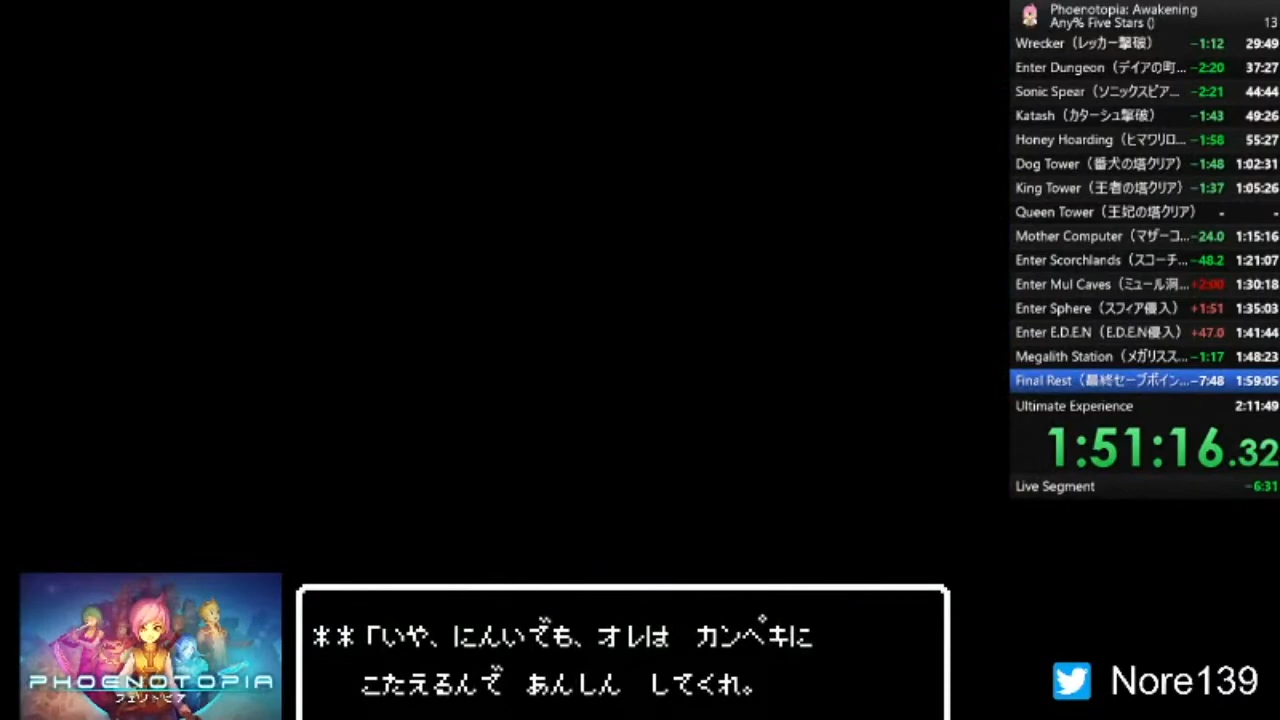 Phoenotopia: Awakening
Any% Five Stars () 13
Wrecker（レッカー撃破） −1:12 29:49
Enter Dungeon（デイアの町... −2:20 37:27
Sonic Spear（ソニックスピア... −2:21 44:44
Katash（カターシュ撃破） −1:43 49:26
Honey Hoarding（ヒマワリロ... −1:58 55:27
Dog Tower（番犬の塔クリア） −1:48 1:02:31
King Tower（王者の塔クリア） −1:37 1:05:26
Queen Tower（王妃の塔クリア） - -
Mother Computer（マザーコ... −24.0 1:15:16
Enter Scorchlands（スコーチ... −48.2 1:21:07
Enter Mul Caves（ミュール洞... +2:00 1:30:18
Enter Sphere（スフィア侵入） +1:51 1:35:03
Enter E.D.E.N（E.D.E.N侵入） +47.0 1:41:44
Megalith Station（メガリスス... −1:17 1:48:23
Final Rest（最終セーブポイン... −7:48 1:59:05
Ultimate Experience 2:11:49
1:51:16.32
Live Segment −6:31
PHOENOTOPIA
フェノトピア
＊＊「いや、にんいでも、オレは カンペキに
こたえるんで あんしん してくれ。
Nore139